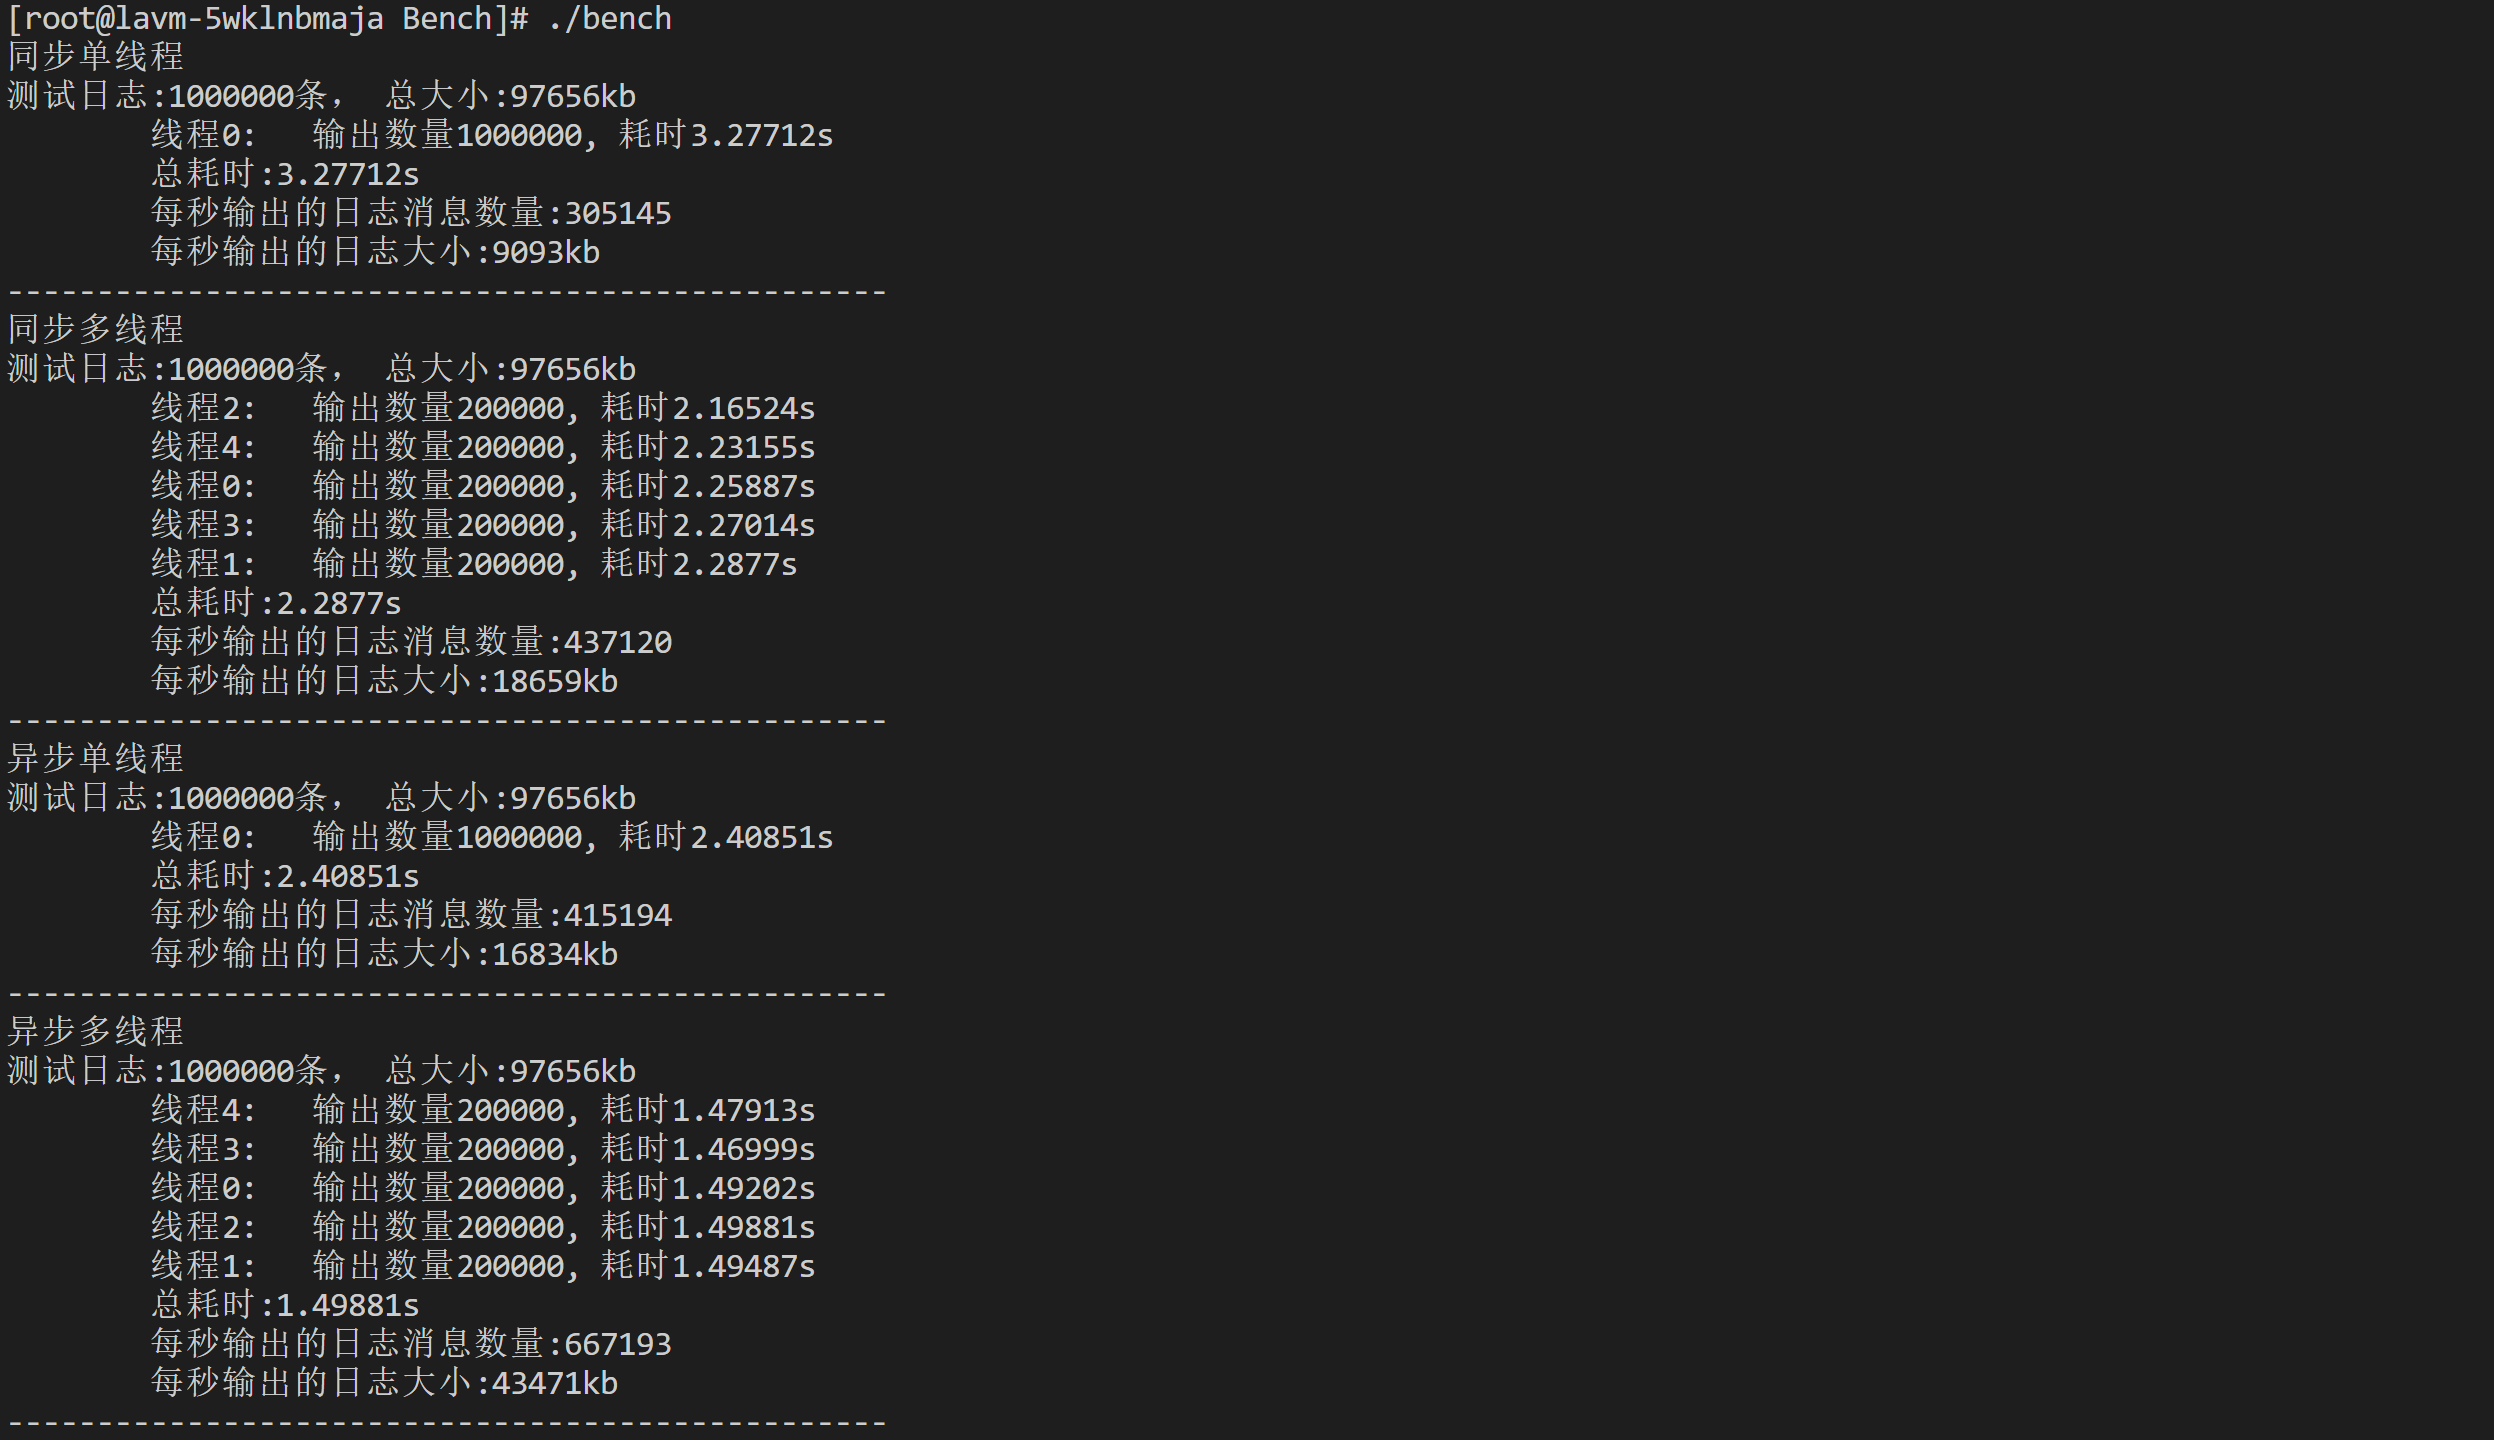 [root@lavm-5wklnbmaja Bench]# ./bench
同步单线程
测试日志:1000000条， 总大小:97656kb
线程0: 输出数量1000000, 耗时3.27712s
总耗时:3.27712s
每秒输出的日志消息数量:305145
每秒输出的日志大小:9093kb
-------------------------------------------------
同步多线程
测试日志:1000000条， 总大小:97656kb
线程2: 输出数量200000, 耗时2.16524s
线程4: 输出数量200000, 耗时2.23155s
线程0: 输出数量200000, 耗时2.25887s
线程3: 输出数量200000, 耗时2.27014s
线程1: 输出数量200000, 耗时2.2877s
总耗时:2.2877s
每秒输出的日志消息数量:437120
每秒输出的日志大小:18659kb
-------------------------------------------------
异步单线程
测试日志:1000000条， 总大小:97656kb
线程0: 输出数量1000000, 耗时2.40851s
总耗时:2.40851s
每秒输出的日志消息数量:415194
每秒输出的日志大小:16834kb
-------------------------------------------------
异步多线程
测试日志:1000000条， 总大小:97656kb
线程4: 输出数量200000, 耗时1.47913s
线程3: 输出数量200000, 耗时1.46999s
线程0: 输出数量200000, 耗时1.49202s
线程2: 输出数量200000, 耗时1.49881s
线程1: 输出数量200000, 耗时1.49487s
总耗时:1.49881s
每秒输出的日志消息数量:667193
每秒输出的日志大小:43471kb
-------------------------------------------------